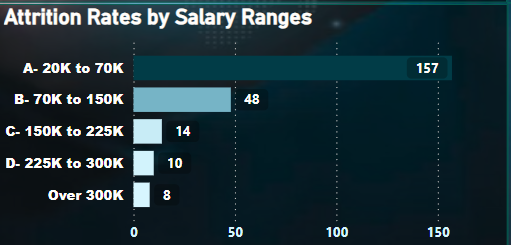 Attrition Rates by Salary Ranges
A- 20K to 70K 157
B- 70K to 150K 48
C- 150K to 225K 14
D- 225K to 300K 10
Over 300K 8
0 50 100 150